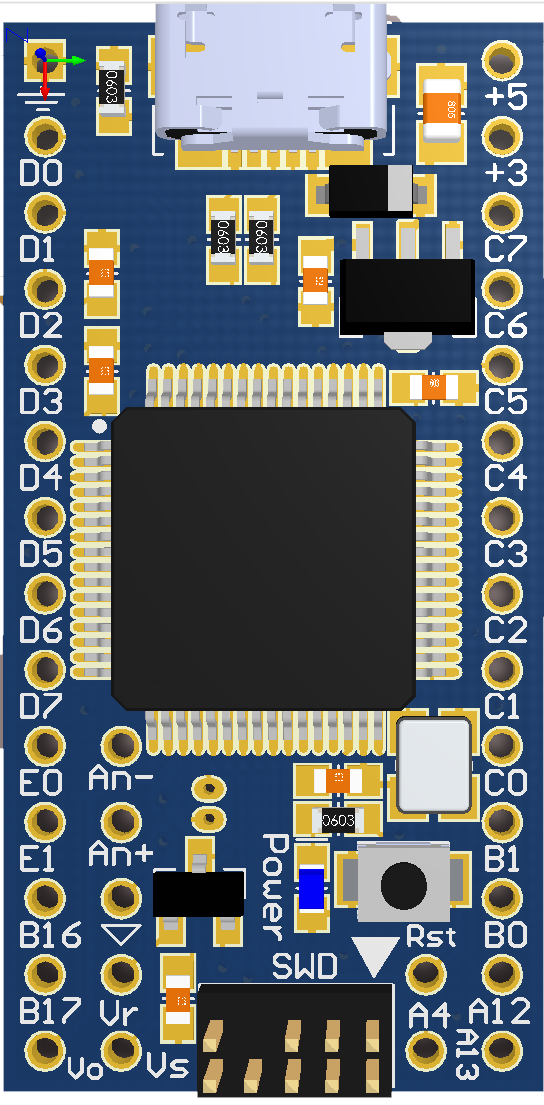 0603
805
+5
D0
+3
D1
0603
0603
C7
D2
C6
D3
C5
D4
C4
D5
C3
D6
C2
D7
C1
E0
An-
C0
0603
E1
An+
Power
B1
B16
Rst
B0
SWD
B17
Vr
A4
A12
Vo
Vs
A13